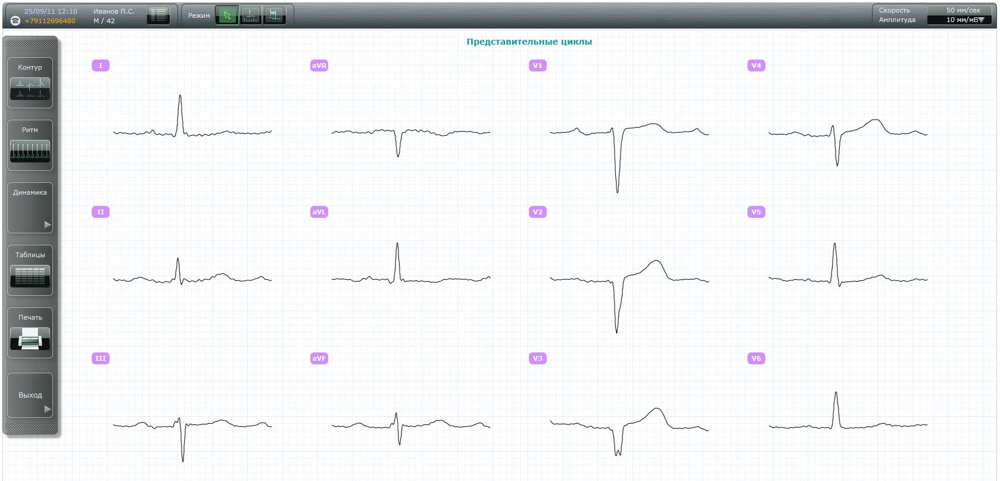 25/09/11 12:10
+79112696480
Иванов П.С.
М / 42
Режим
Скорость
50 мм/сек
Амплитуда
10 мм/мВ
Представительные циклы
Контур
Ритм
Динамика
Таблицы
Печать
Выход
I
aVR
V1
V4
II
aVL
V2
V5
III
aVF
V3
V6